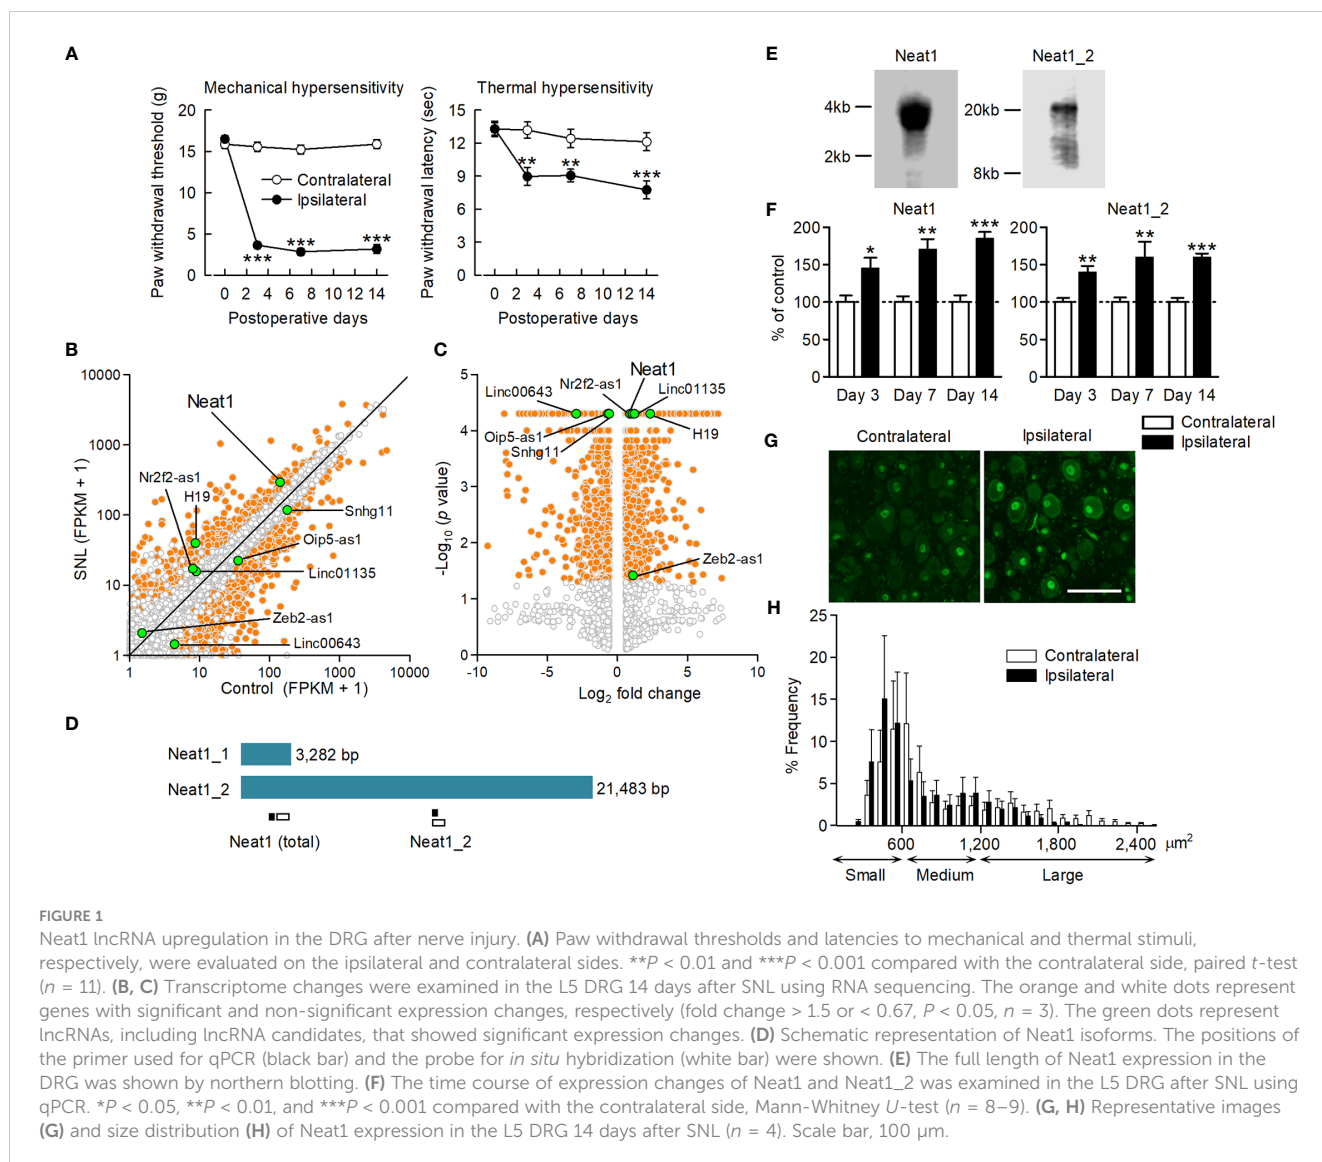 A
Mechanical hypersensitivity
Paw withdrawal threshold (g)
20
15
10
5
0
Contralateral
Ipsilateral
***
***
***
0 2 4 6 8 10 12 14
Postoperative days
Thermal hypersensitivity
Paw withdrawal latency (sec)
15
12
9
6
3
0
**
**
***
0 2 4 6 8 10 12 14
Postoperative days
B
SNL (FPKM + 1)
10000
1000
100
10
1
Neat1
Nr2f2-as1
H19
Snhg11
Oip5-as1
Linc01135
Zeb2-as1
Linc00643
1 10 100 1000 10000
Control (FPKM + 1)
C
-Log10 (p value)
5
4
3
2
1
0
Neat1
Nr2f2-as1
Linc00643
Linc01135
Oip5-as1
Snhg11
H19
Zeb2-as1
-10 -5 0 5 10
Log2 fold change
D
Neat1_1
3,282 bp
Neat1_2
21,483 bp
Neat1 (total)
Neat1_2
E
Neat1
4kb
2kb
Neat1_2
20kb
8kb
F
Neat1
% of control
200
150
100
50
0
*
**
***
Day 3 Day 7 Day 14
Neat1_2
200
150
100
50
0
**
**
***
Day 3 Day 7 Day 14
Contralateral
Ipsilateral
G
Contralateral
Ipsilateral
H
% Frequency
25
20
15
10
5
0
Contralateral
Ipsilateral
600 1,200 1,800 2,400 μm2
Small Medium Large
FIGURE 1
Neat1 lncRNA upregulation in the DRG after nerve injury. (A) Paw withdrawal thresholds and latencies to mechanical and thermal stimuli,
respectively, were evaluated on the ipsilateral and contralateral sides. **P < 0.01 and ***P < 0.001 compared with the contralateral side, paired t-test
(n = 11). (B, C) Transcriptome changes were examined in the L5 DRG 14 days after SNL using RNA sequencing. The orange and white dots represent
genes with significant and non-significant expression changes, respectively (fold change > 1.5 or < 0.67, P < 0.05, n = 3). The green dots represent
lncRNAs, including lncRNA candidates, that showed significant expression changes. (D) Schematic representation of Neat1 isoforms. The positions of
the primer used for qPCR (black bar) and the probe for in situ hybridization (white bar) were shown. (E) The full length of Neat1 expression in the
DRG was shown by northern blotting. (F) The time course of expression changes of Neat1 and Neat1_2 was examined in the L5 DRG after SNL using
qPCR. *P < 0.05, **P < 0.01, and ***P < 0.001 compared with the contralateral side, Mann-Whitney U-test (n = 8–9). (G, H) Representative images
(G) and size distribution (H) of Neat1 expression in the L5 DRG 14 days after SNL (n = 4). Scale bar, 100 μm.